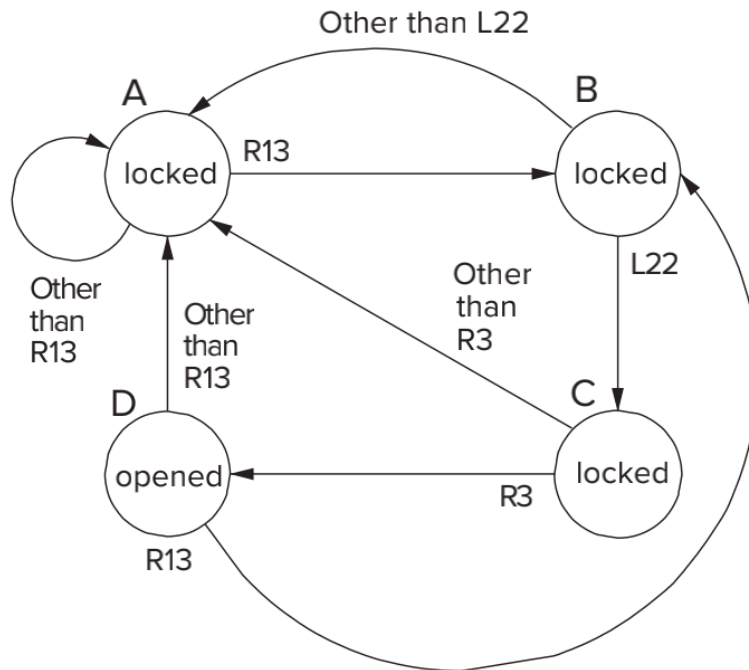 Other than L22
A
B
locked
R13
locked
L22
Other
than
R13
Other
than
R13
Other
than
R3
D
C
opened
R3
locked
R13